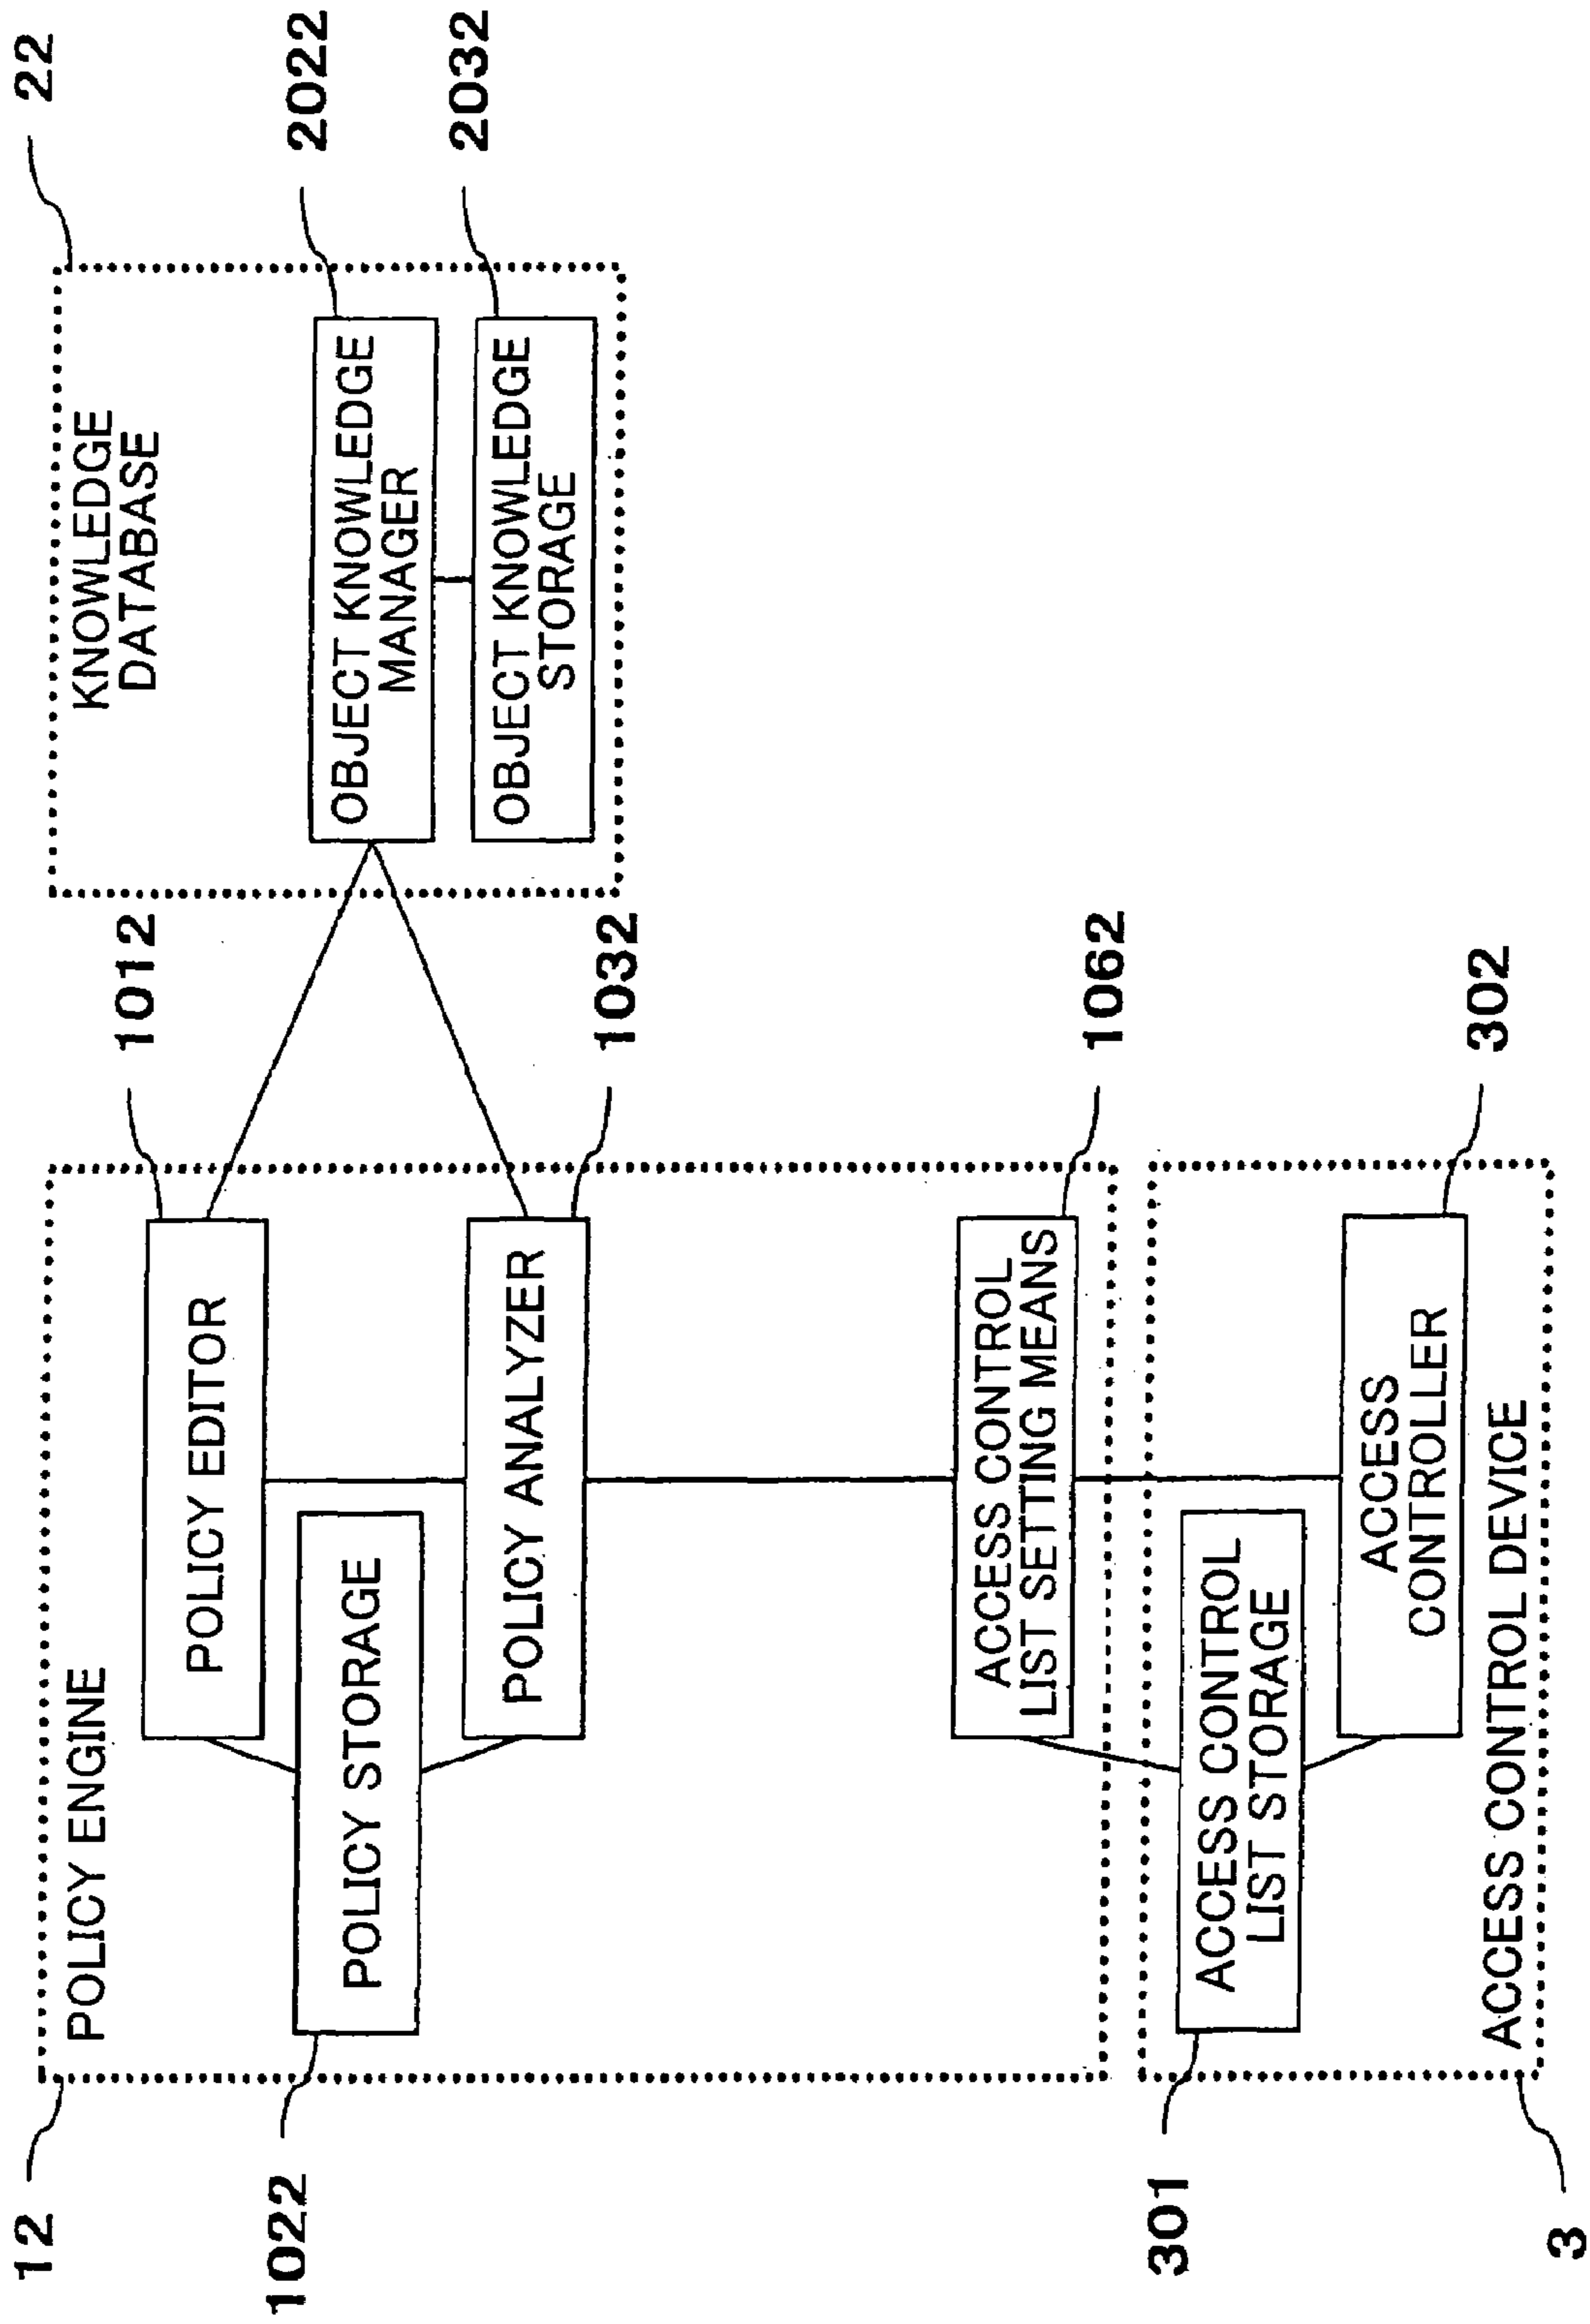 12
POLICY ENGINE
1012
POLICY EDITOR
1022
POLICY STORAGE
1032
POLICY ANALYZER
1062
ACCESS CONTROL
LIST SETTING MEANS
22
KNOWLEDGE
DATABASE
2022
OBJECT KNOWLEDGE
MANAGER
2032
OBJECT KNOWLEDGE
STORAGE
301
ACCESS CONTROL
LIST STORAGE
302
ACCESS
CONTROLLER
ACCESS CONTROL DEVICE
3